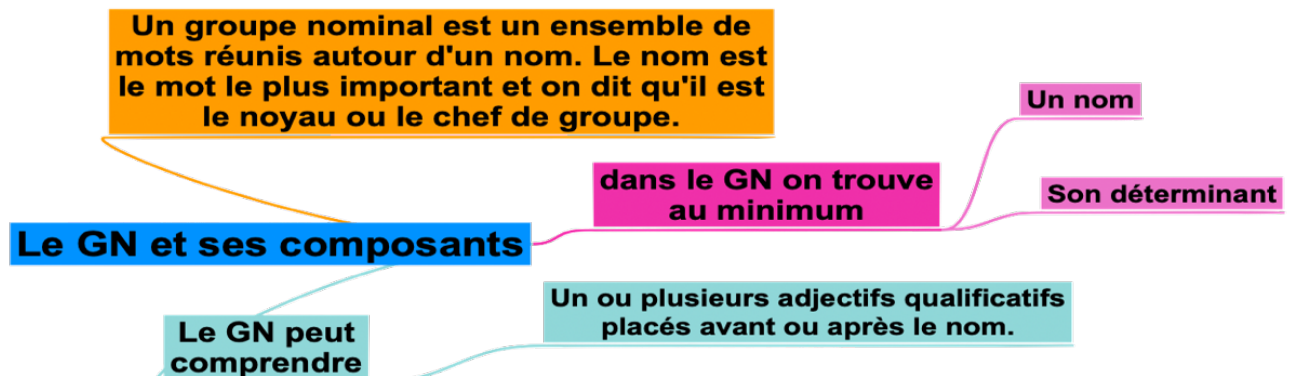 Un groupe nominal est un ensemble de
mots réunis autour d'un nom. Le nom est
le mot le plus important et on dit qu'il est
le noyau ou le chef de groupe.
Un nom
dans le GN on trouve
au minimum
Son déterminant
Le GN et ses composants
Un ou plusieurs adjectifs qualificatifs
placés avant ou après le nom.
Le GN peut
comprendre